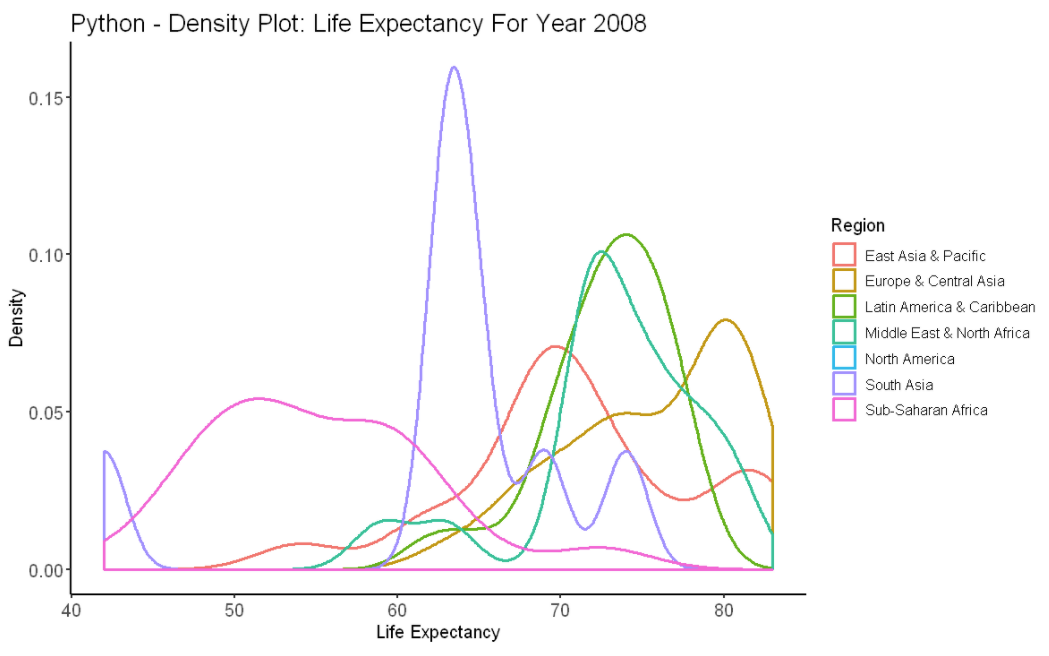 Python - Density Plot: Life Expectancy For Year 2008
0.15
0.10
0.05
0.00
Density
40
50
60
70
80
Life Expectancy
Region
East Asia & Pacific
Europe & Central Asia
Latin America & Caribbean
Middle East & North Africa
North America
South Asia
Sub-Saharan Africa